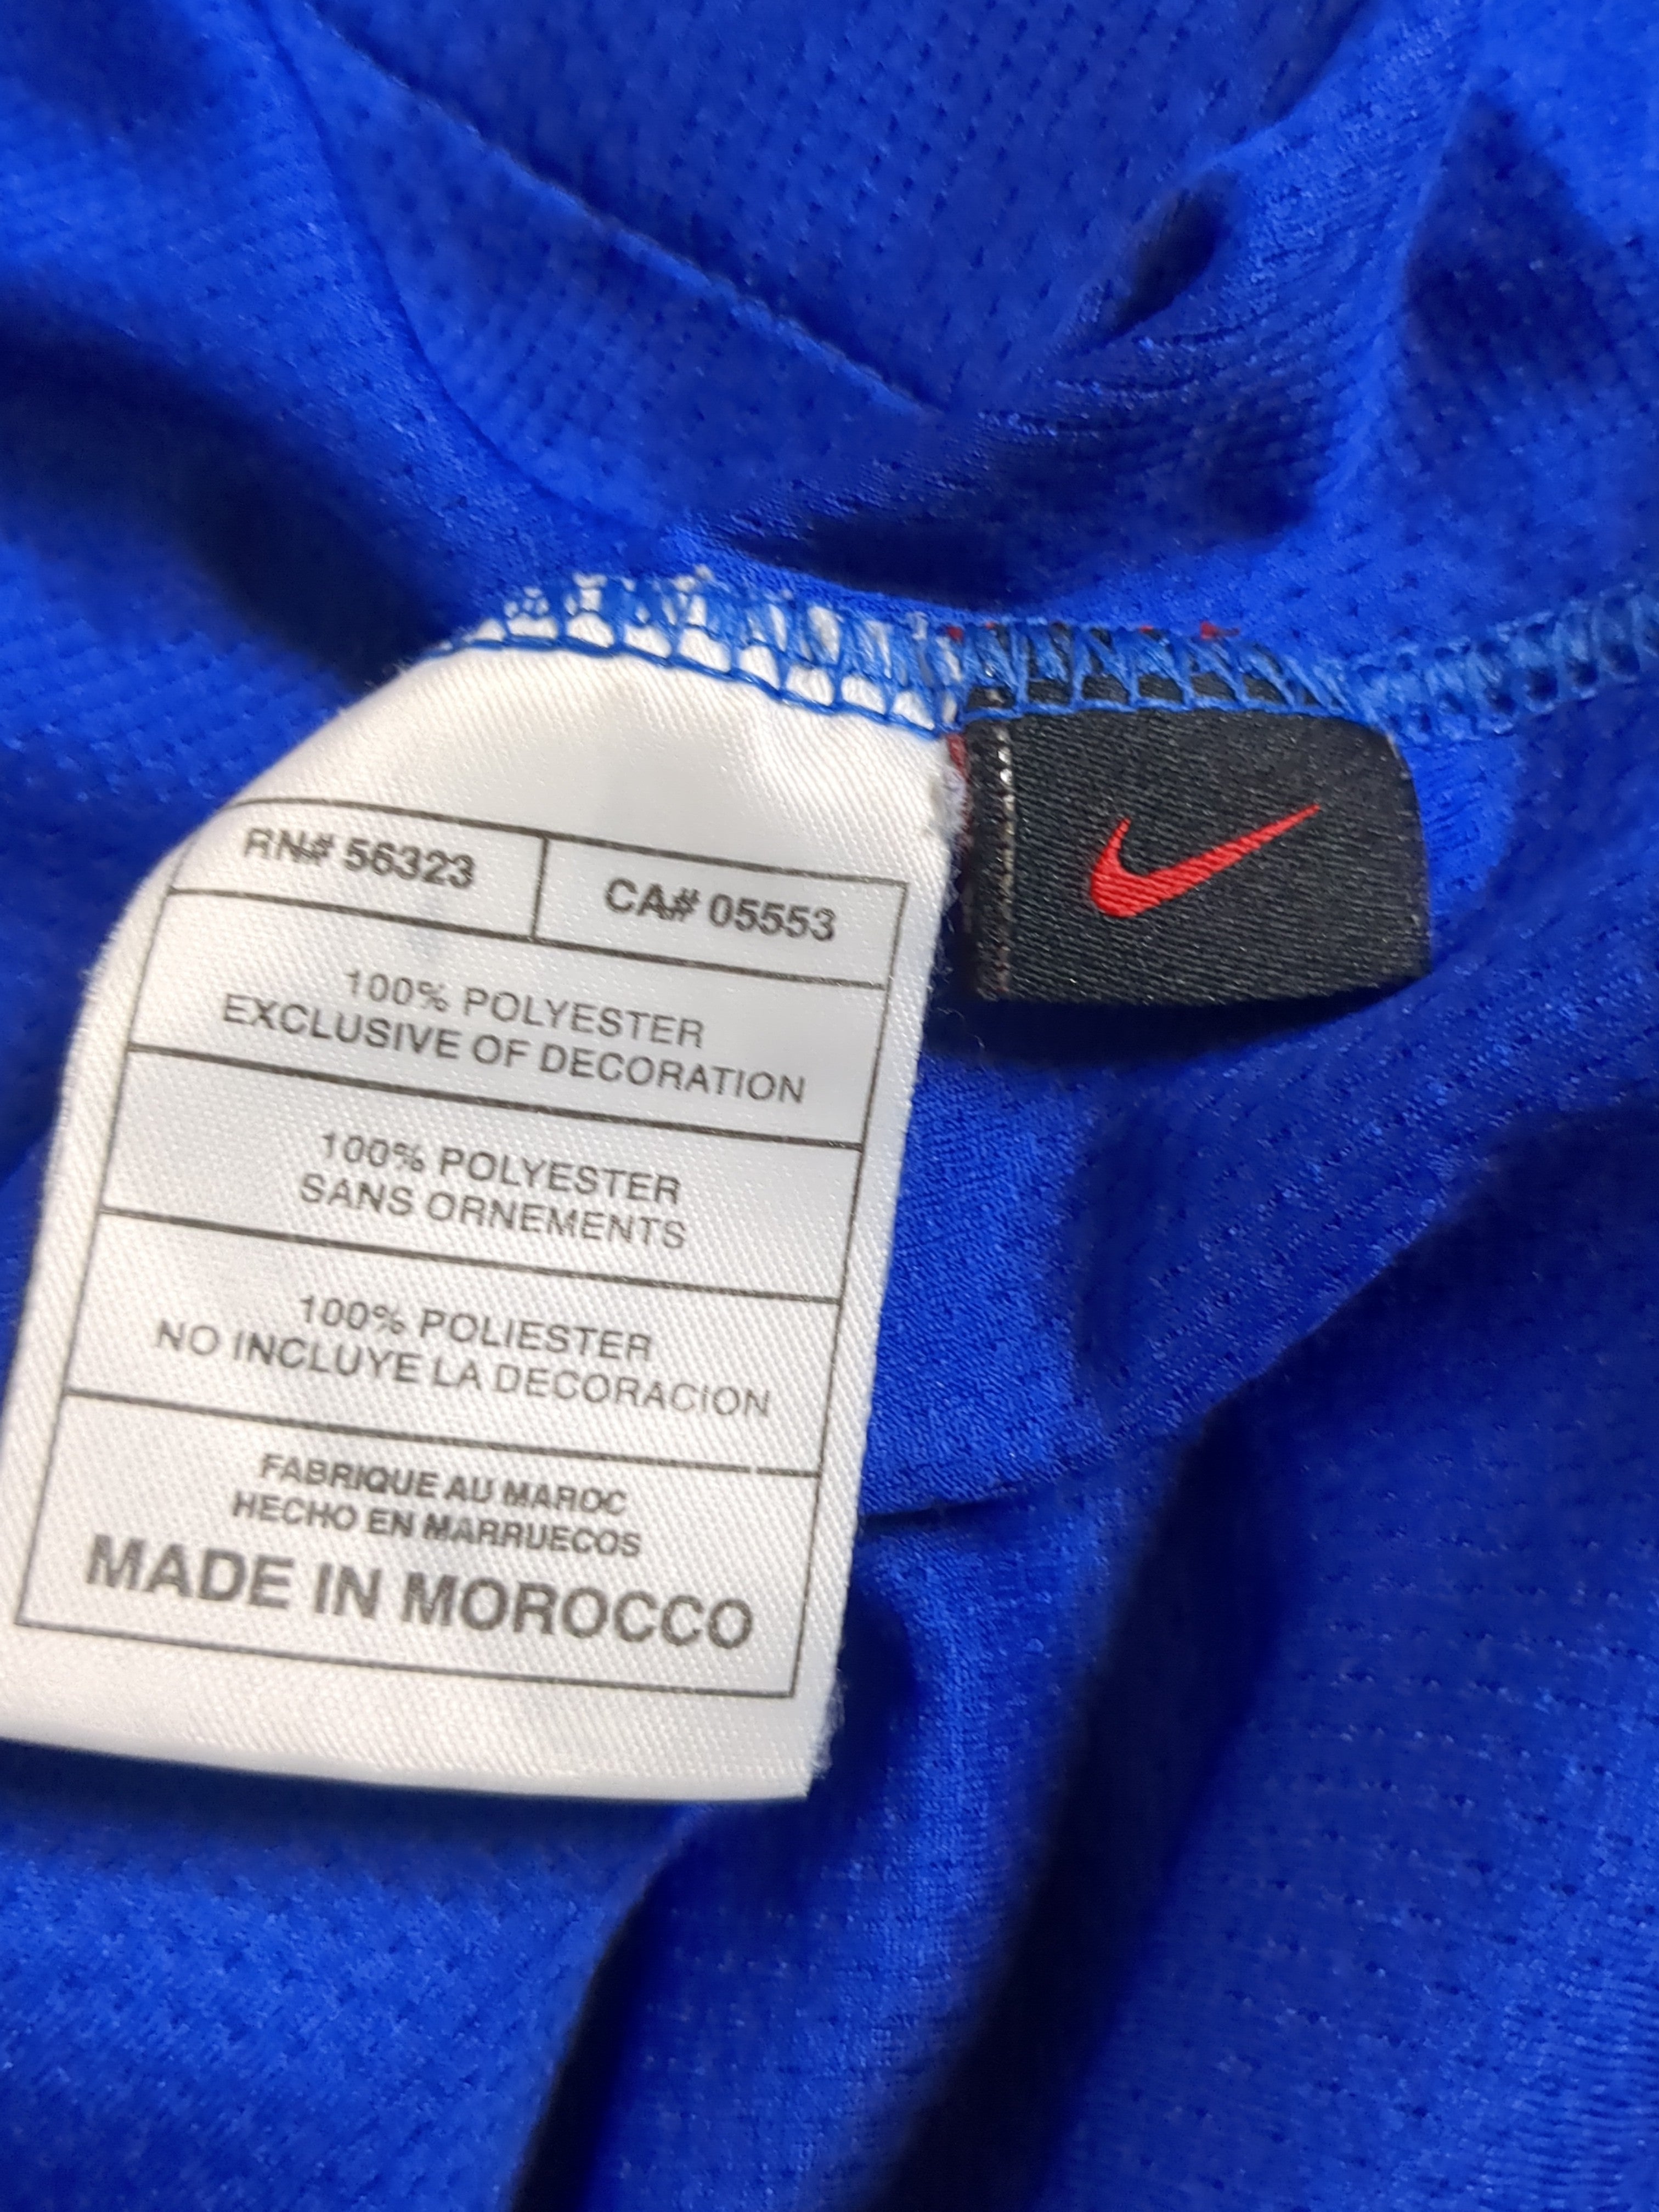 RN# 56323
CA# 05553
100% POLYESTER
EXCLUSIVE OF DECORATION
100% POLYESTER
SANS ORNEMENTS
100% POLIESTER
NO INCLUYE LA DECORACION
FABRIQUE AU MAROC
HECHO EN MARRUECOS
MADE IN MOROCCO